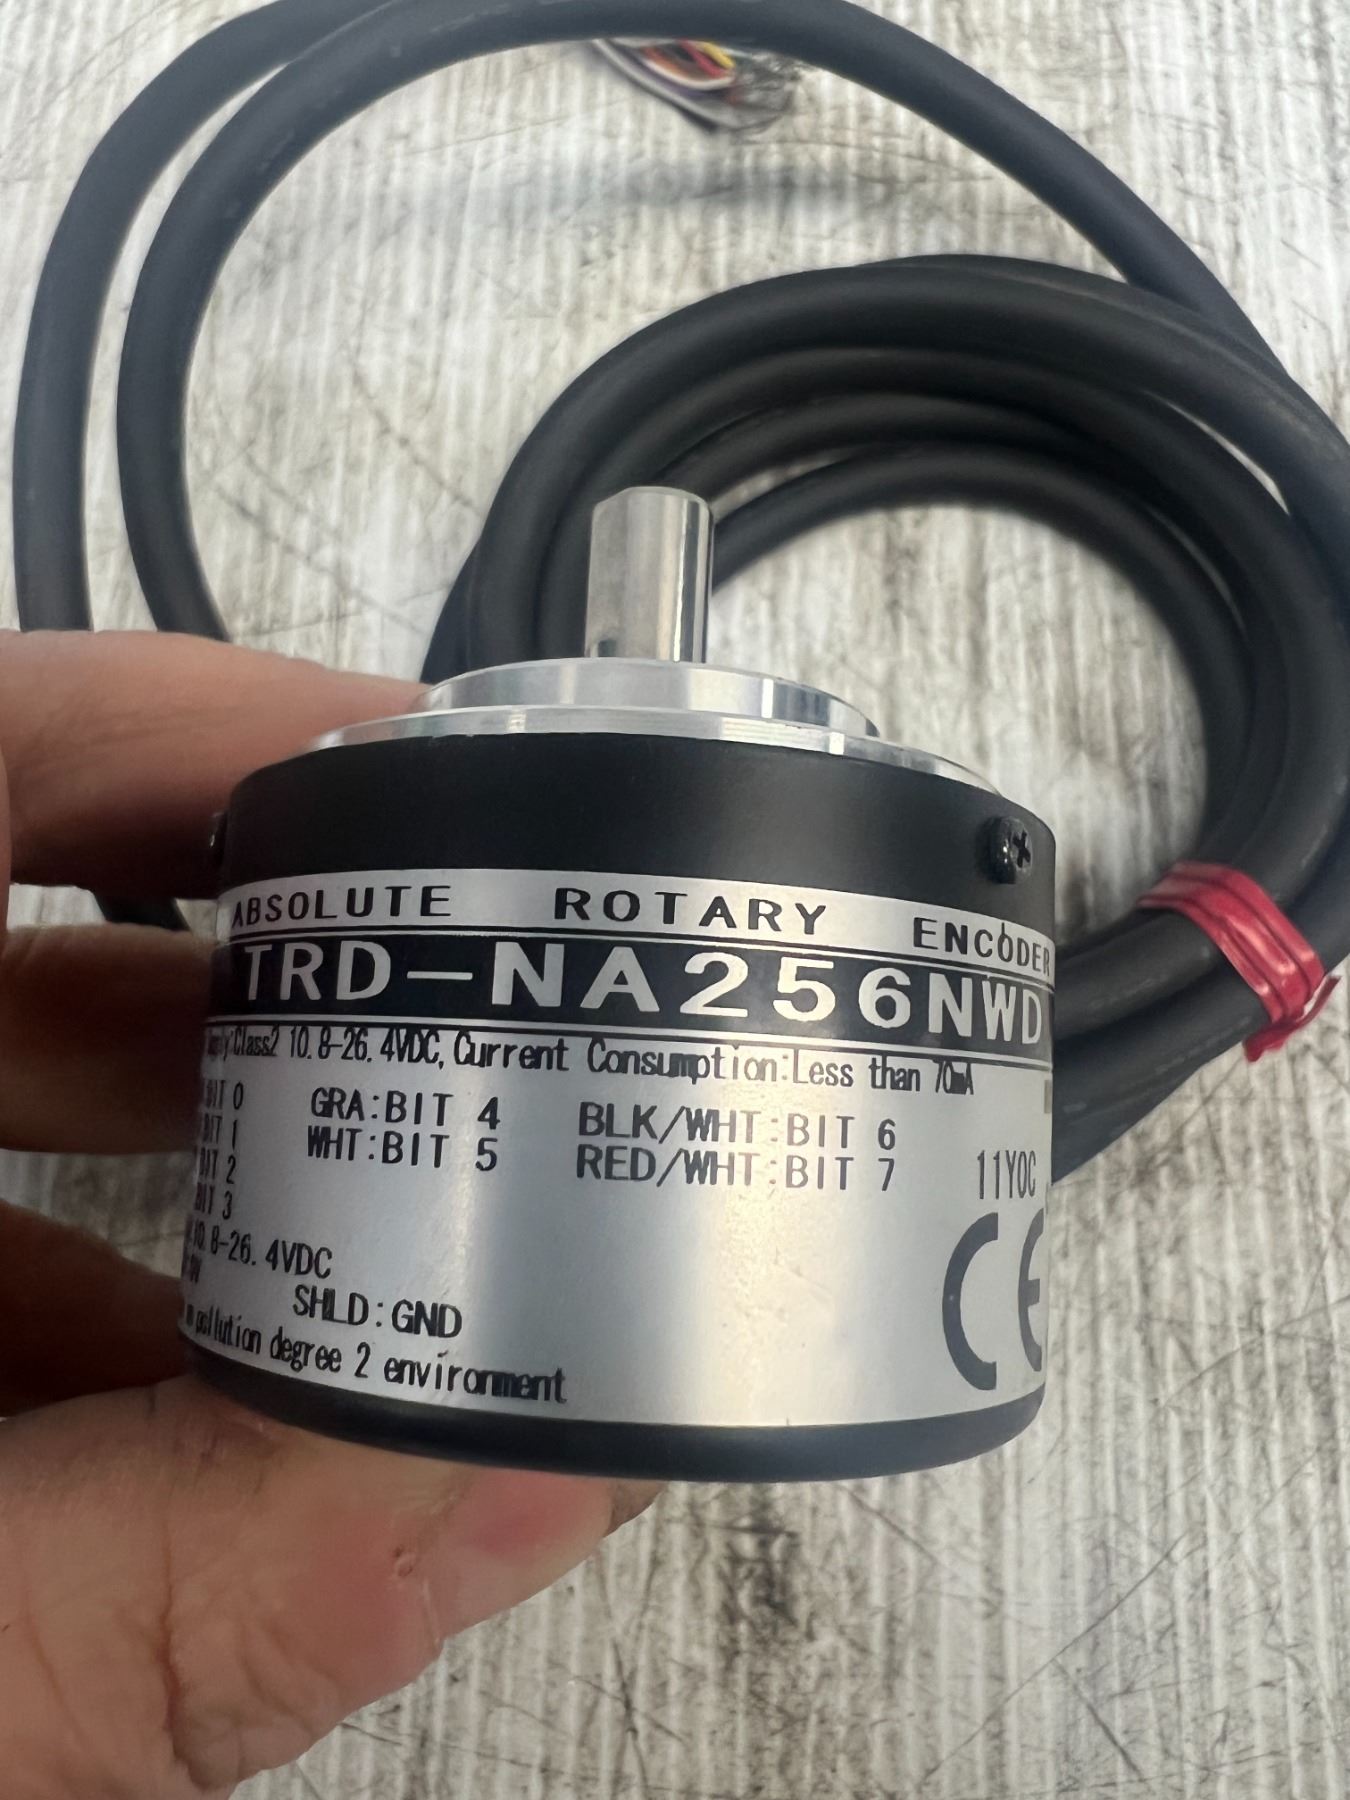 ABSOLUTE ROTARY ENCODER
TRD-NA256NWD
Class2 10.8-26.4VDC, Current Consumption:Less than 70mA
BIT 0 GRA:BIT 4 BLK/WHT:BIT 6
BIT 1 WHT:BIT 5 RED/WHT:BIT 7
BIT 2
BIT 3
11YOC
10.8-26.4VDC
CE
SHLD:GND
pollution degree 2 environment